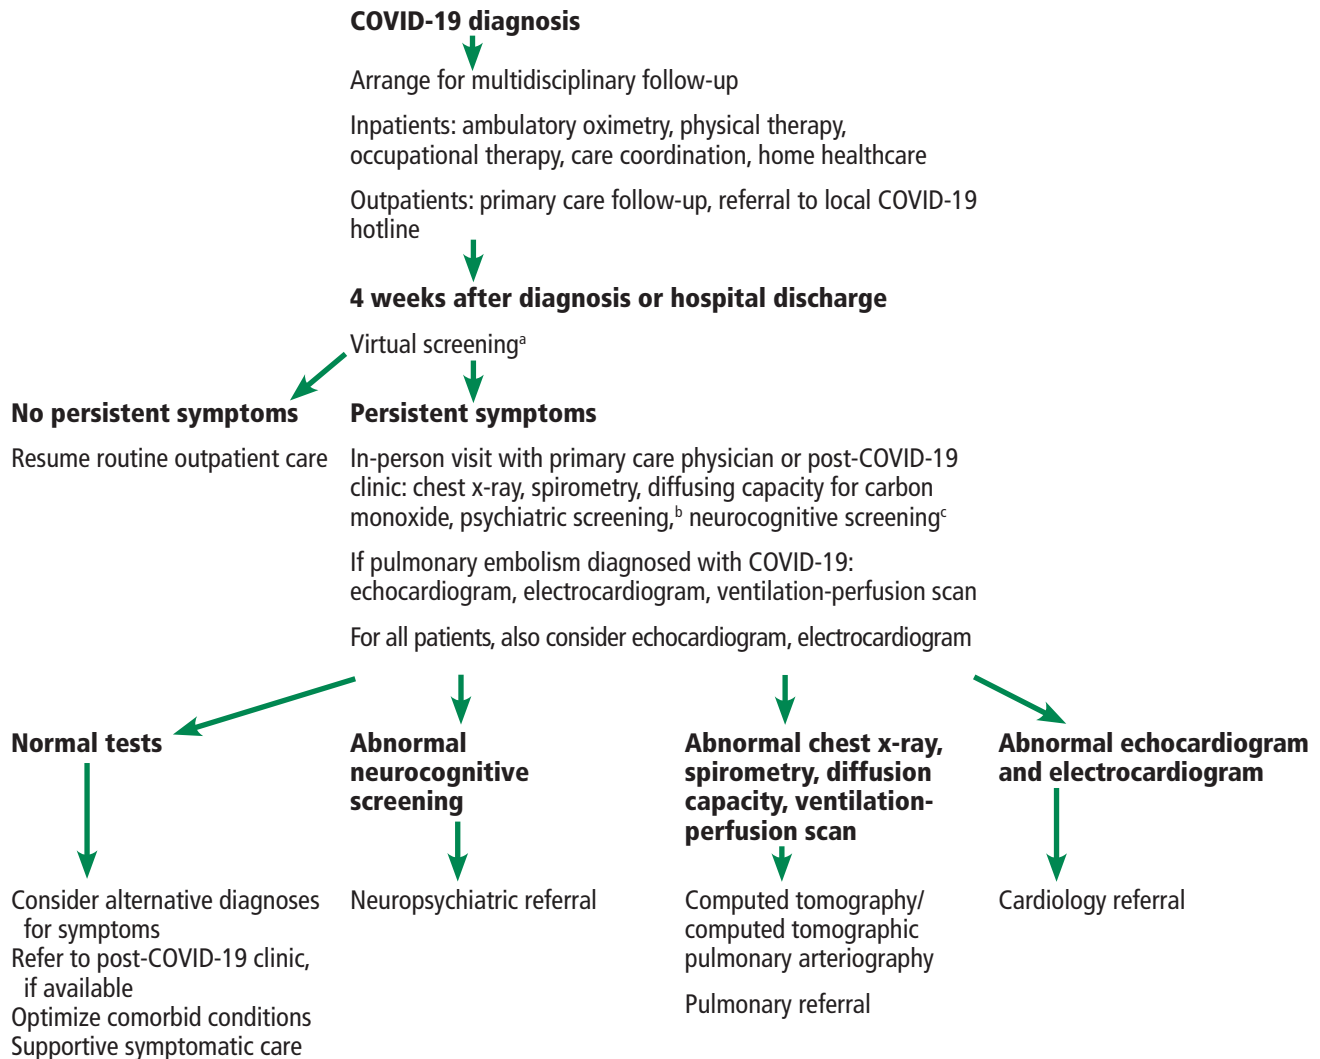 COVID-19 diagnosis
Arrange for multidisciplinary follow-up
Inpatients: ambulatory oximetry, physical therapy,
occupational therapy, care coordination, home healthcare
Outpatients: primary care follow-up, referral to local COVID-19
hotline
4 weeks after diagnosis or hospital discharge
Virtual screeningᵃ
No persistent symptoms
Resume routine outpatient care
Persistent symptoms
In-person visit with primary care physician or post-COVID-19
clinic: chest x-ray, spirometry, diffusing capacity for carbon
monoxide, psychiatric screening,ᵇ neurocognitive screeningᶜ
If pulmonary embolism diagnosed with COVID-19:
echocardiogram, electrocardiogram, ventilation-perfusion scan
For all patients, also consider echocardiogram, electrocardiogram
Normal tests
Consider alternative diagnoses
for symptoms
Refer to post-COVID-19 clinic,
if available
Optimize comorbid conditions
Supportive symptomatic care
Abnormal
neurocognitive
screening
Neuropsychiatric referral
Abnormal chest x-ray,
spirometry, diffusion
capacity, ventilation-
perfusion scan
Computed tomography/
computed tomographic
pulmonary arteriography
Pulmonary referral
Abnormal echocardiogram
and electrocardiogram
Cardiology referral